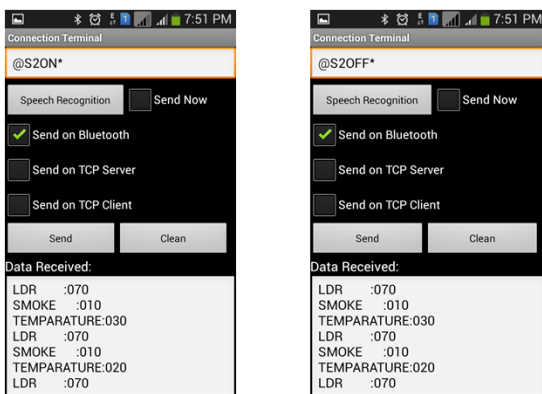 7:51 PM
Connection Terminal
@S2ON*
Speech Recognition Send Now
Send on Bluetooth
Send on TCP Server
Send on TCP Client
Send Clean
Data Received:
LDR :070
SMOKE :010
TEMPARATURE:030
LDR :070
SMOKE :010
TEMPARATURE:020
LDR :070
7:51 PM
Connection Terminal
@S2OFF*
Speech Recognition Send Now
Send on Bluetooth
Send on TCP Server
Send on TCP Client
Send Clean
Data Received:
LDR :070
SMOKE :010
TEMPARATURE:030
LDR :070
SMOKE :010
TEMPARATURE:020
LDR :070